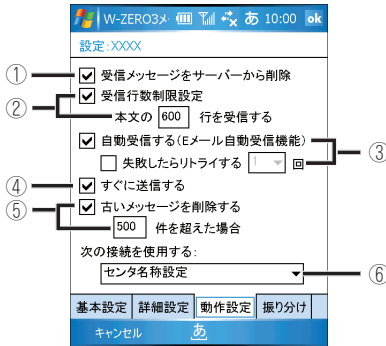 W-ZERO3メ あ 10:00 ok
設定:XXXX
① 受信メッセージをサーバーから削除
② 受信行数制限設定
本文の 600 行を受信する
自動受信する(Eメール自動受信機能) ③
失敗したらリトライする 1 回
④ すぐに送信する
⑤ 古いメッセージを削除する
500 件を超えた場合
次の接続を使用する:
センタ名称設定 ⑥
基本設定 詳細設定 動作設定 振り分け
キャンセル あ